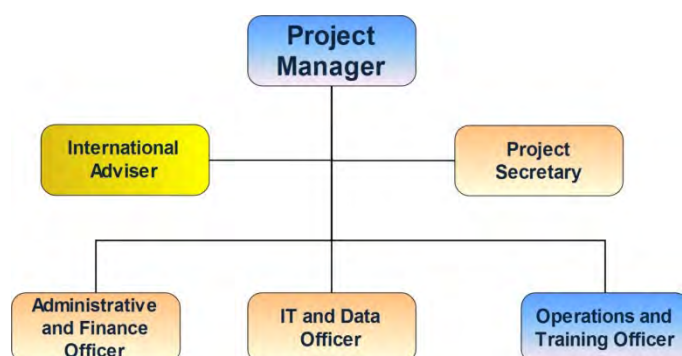 Project
Manager
International
Adviser
Project
Secretary
Administrative
and Finance
Officer
IT and Data
Officer
Operations and
Training Officer